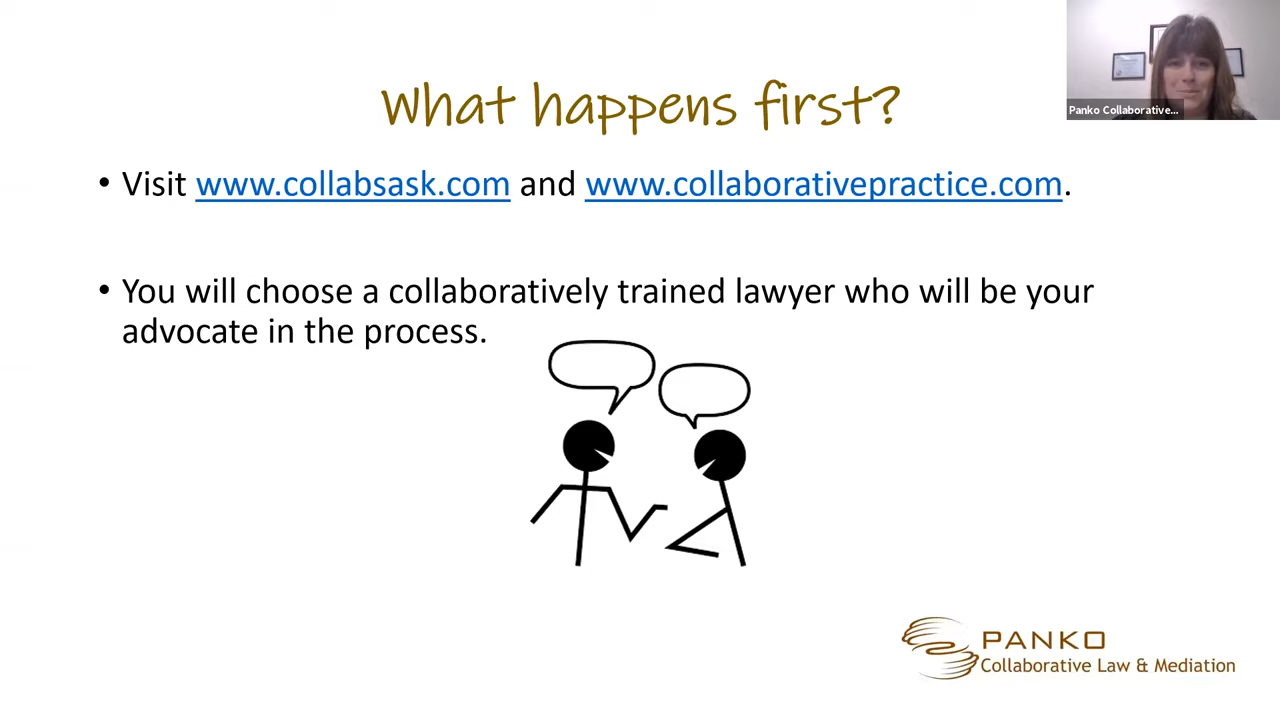 What happens first?
Panko Collaborative...
• Visit www.collabsask.com and www.collaborativepractice.com.
• You will choose a collaboratively trained lawyer who will be your
advocate in the process.
PANKO
Collaborative Law & Mediation